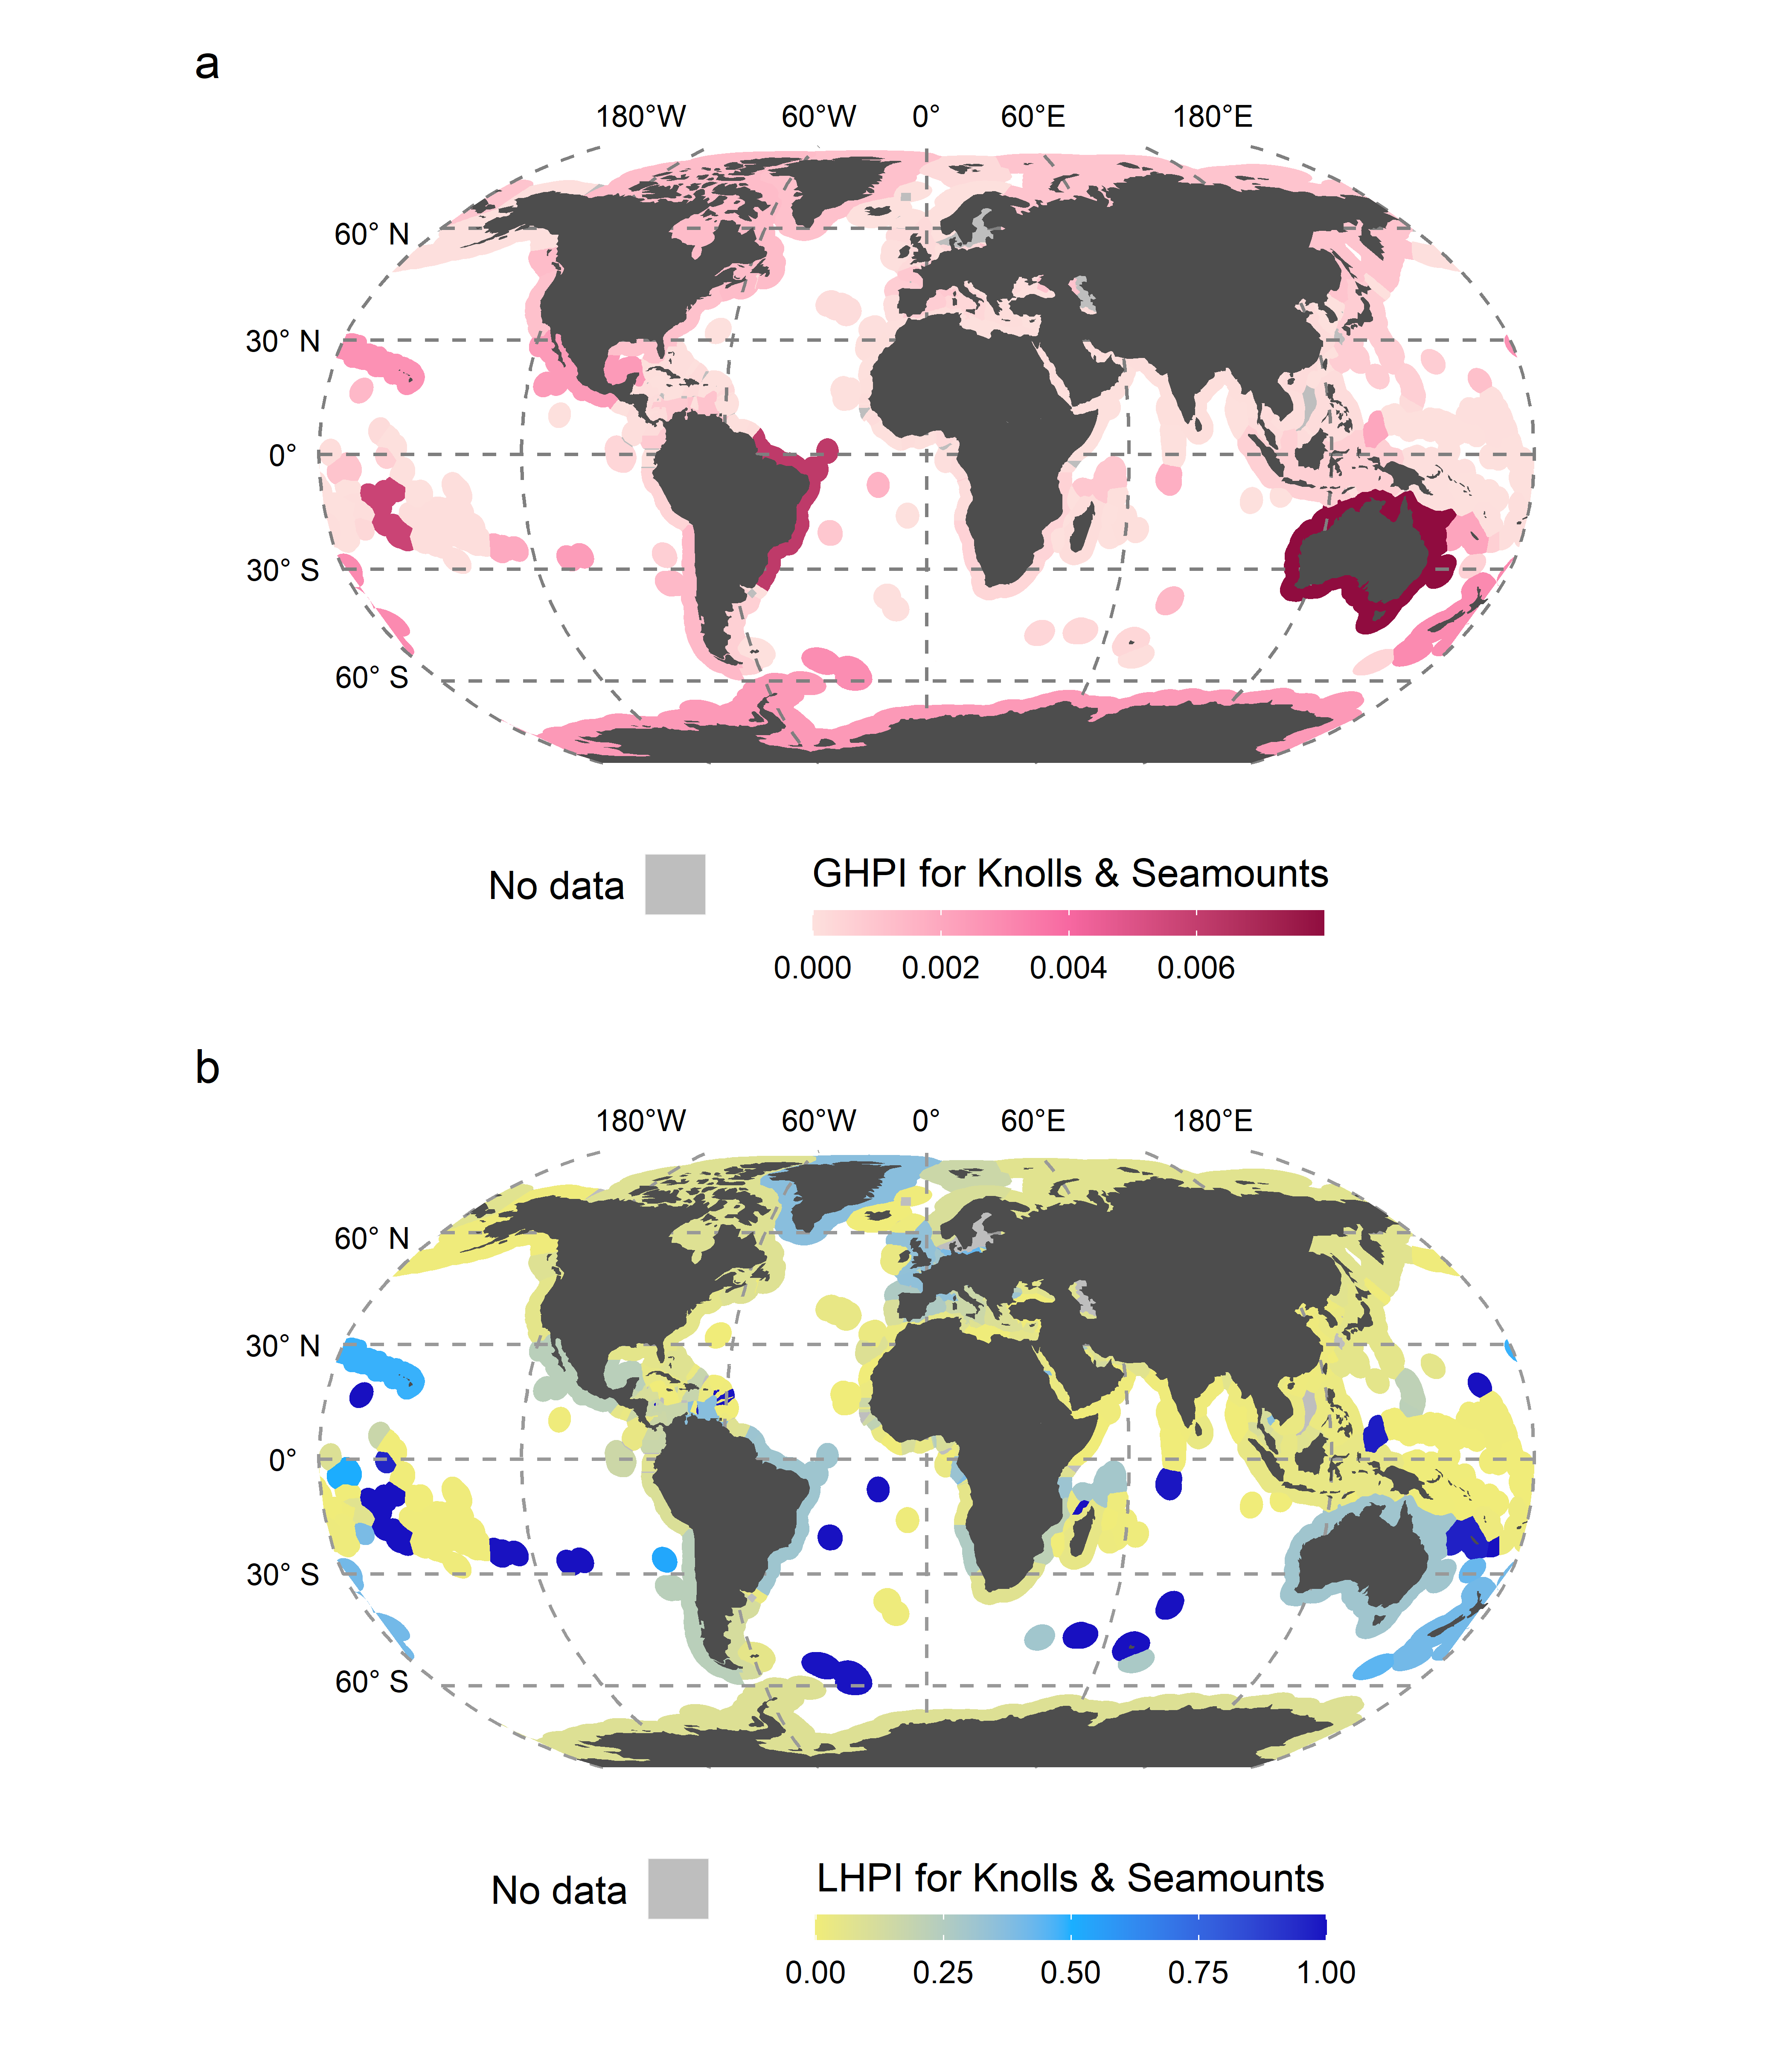 a
180°W 60°W 0° 60°E 180°E
60° N
30° N
0°
30° S
60° S
No data
GHPI for Knolls & Seamounts
0.000 0.002 0.004 0.006
b
180°W 60°W 0° 60°E 180°E
60° N
30° N
0°
30° S
60° S
No data
LHPI for Knolls & Seamounts
0.00 0.25 0.50 0.75 1.00